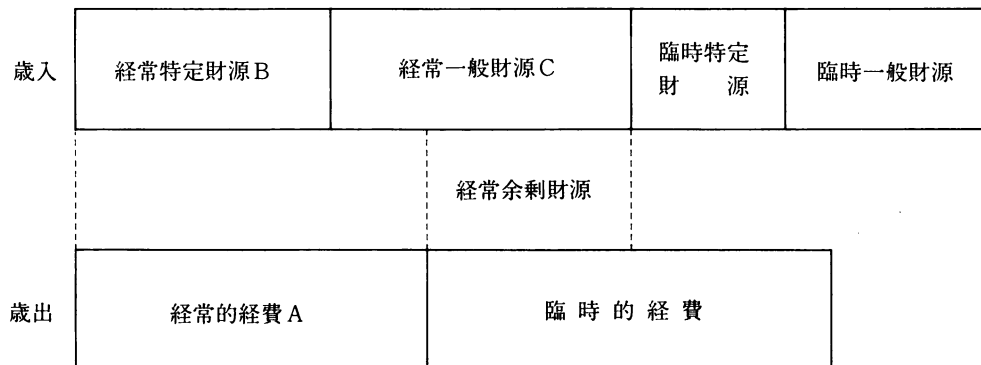 歳入
経常特定財源B
経常一般財源C
臨時特定
財源
臨時一般財源
経常余剰財源
歳出
経常的経費A
臨時的経費